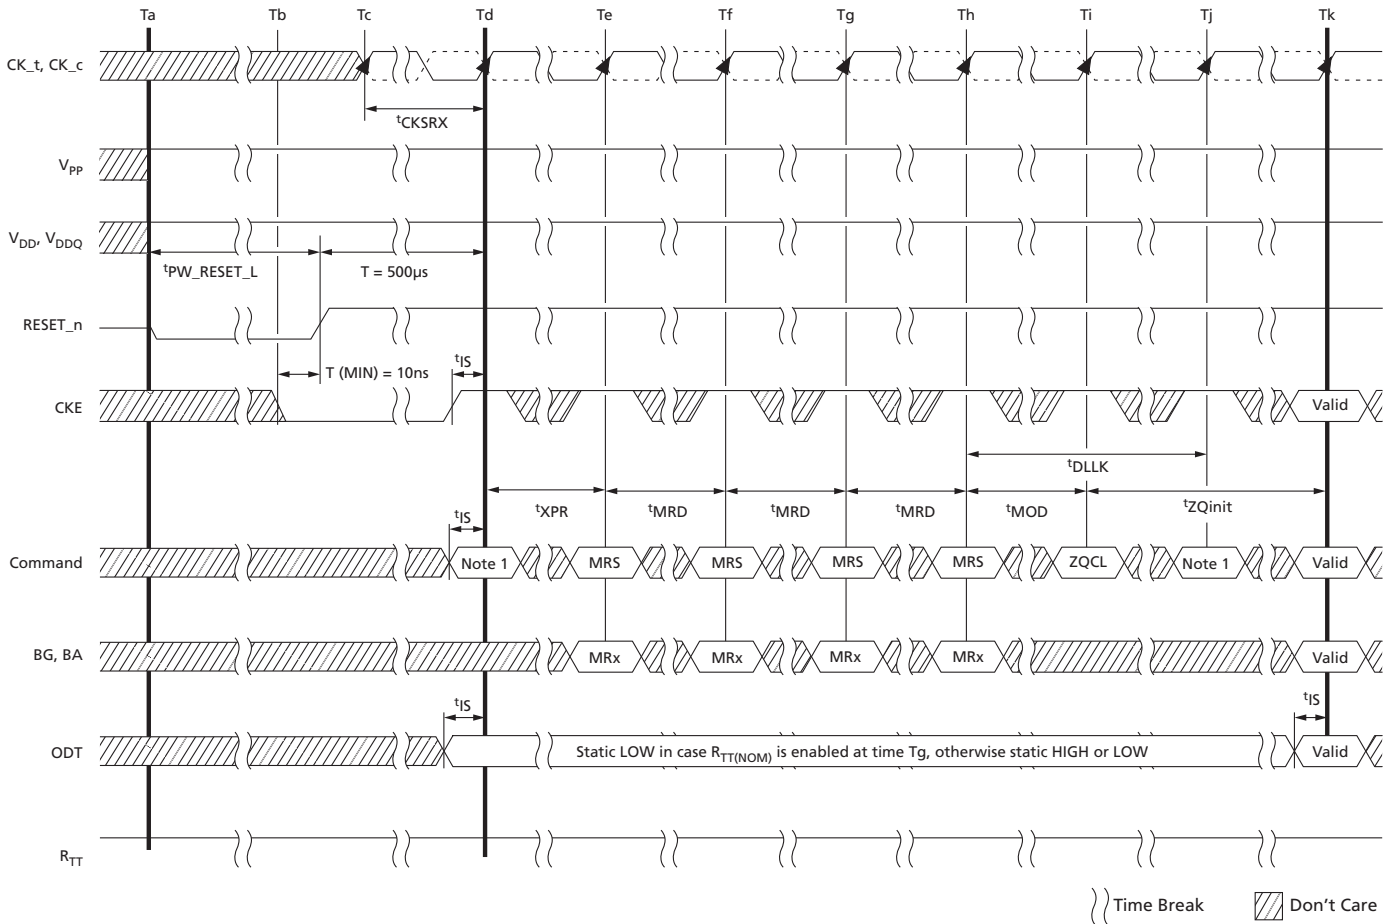 Ta Tb Tc Td Te Tf Tg Th Ti Tj Tk
CK_t, CK_c
tCKSRX
VPP
VDD, VDDQ
tPW_RESET_L T = 500μs
RESET_n
T (MIN) = 10ns tIS
CKE Valid
tDLLK
tXPR tMRD tMRD tMRD tMOD tZQinit
tIS
Command Note 1 MRS MRS MRS MRS ZQCL Note 1 Valid
BG, BA MRx MRx MRx MRx Valid
tIS tIS
ODT Static LOW in case RTT(NOM) is enabled at time Tg, otherwise static HIGH or LOW Valid
RTT
Time Break Don't Care